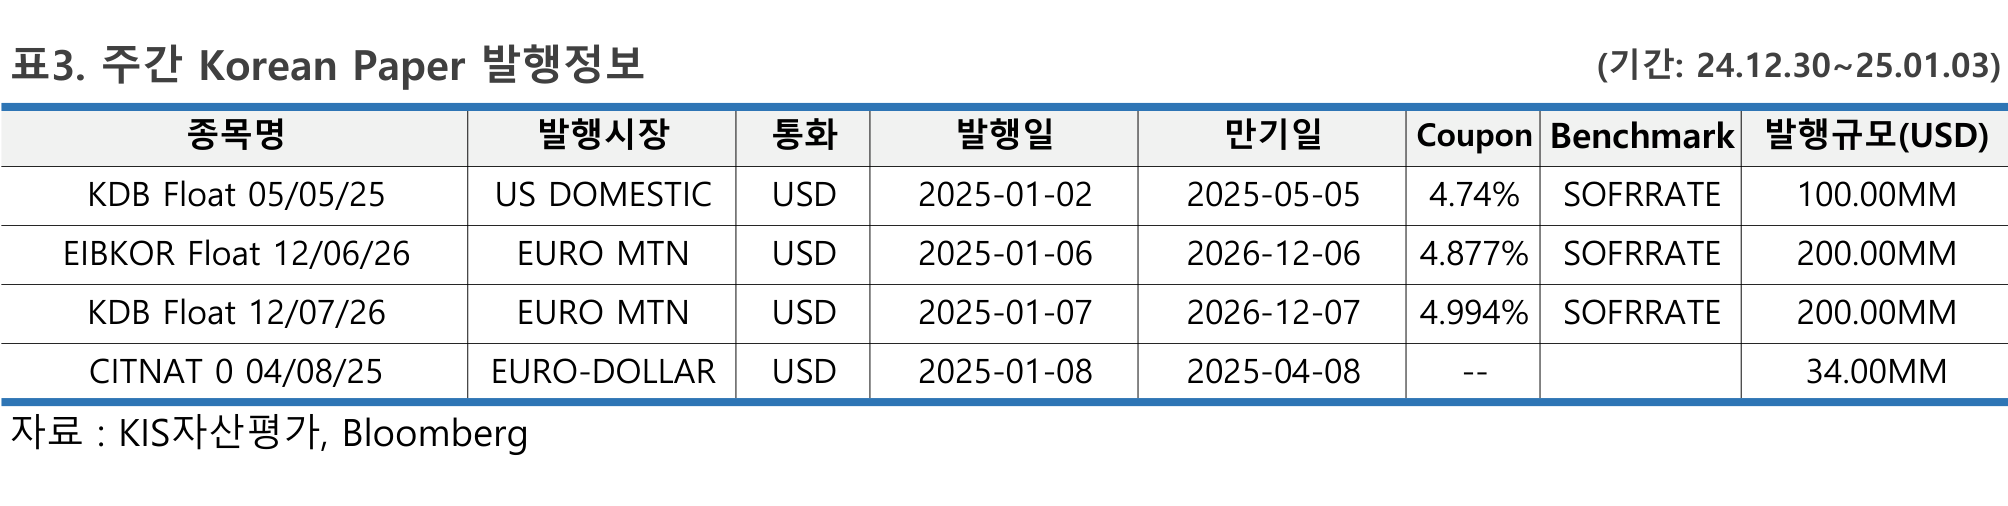 표3. 주간 Korean Paper 발행정보 (기간: 24.12.30~25.01.03)
종목명 발행시장 통화 발행일 만기일 Coupon Benchmark 발행규모(USD)
KDB Float 05/05/25 US DOMESTIC USD 2025-01-02 2025-05-05 4.74% SOFRRATE 100.00MM
EIBKOR Float 12/06/26 EURO MTN USD 2025-01-06 2026-12-06 4.877% SOFRRATE 200.00MM
KDB Float 12/07/26 EURO MTN USD 2025-01-07 2026-12-07 4.994% SOFRRATE 200.00MM
CITNAT 0 04/08/25 EURO-DOLLAR USD 2025-01-08 2025-04-08 -- 34.00MM
자료 : KIS자산평가, Bloomberg